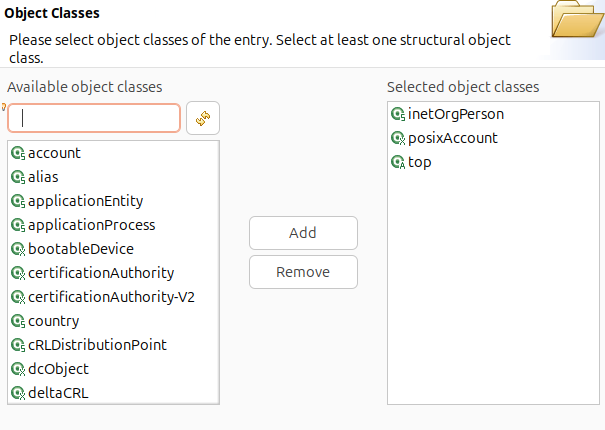 Object Classes
Please select object classes of the entry. Select at least one structural object
class.
Available object classes
Selected object classes
account
alias
applicationEntity
applicationProcess
bootableDevice
certificationAuthority
certificationAuthority-V2
country
cRLDistributionPoint
dcObject
deltaCRL
Add
Remove
inetOrgPerson
posixAccount
top